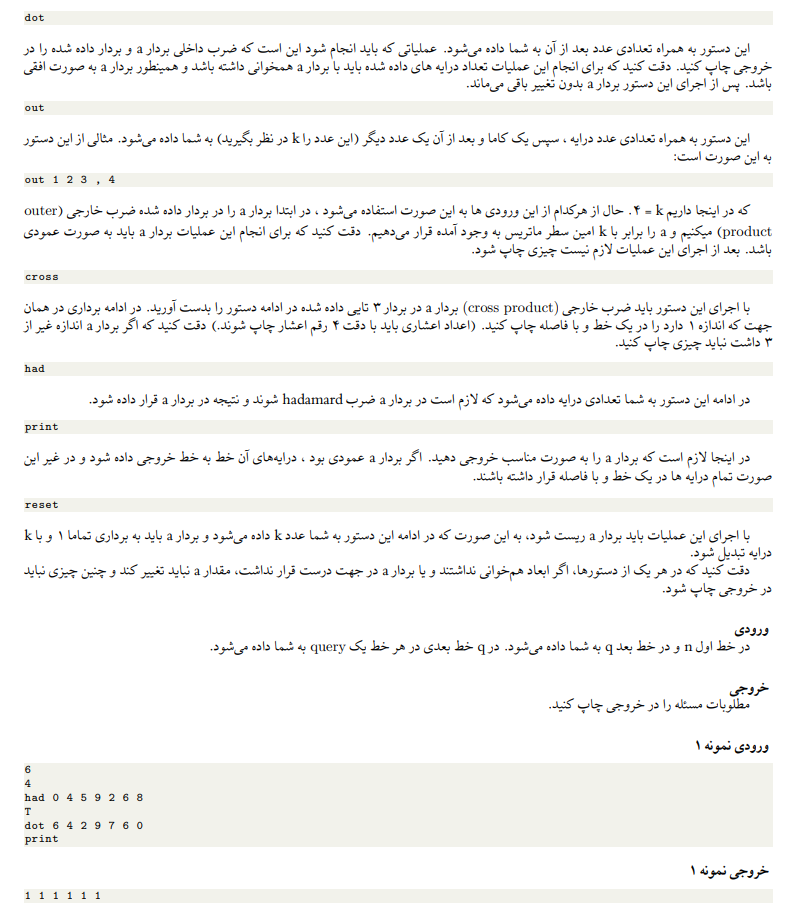 dot
این دستور به همراه تعدادی عدد بعد از آن به شما داده می‌شود. عملیاتی که باید انجام شود این است که ضرب داخلی بردار a و بردار داده شده را در
خروجی چاپ کنید. دقت کنید که برای انجام این عملیات تعداد درایه های داده شده باید با بردار a همخوانی داشته باشد و همینطور بردار a به صورت افقی
باشد. پس از اجرای این دستور بردار a بدون تغییر باقی می‌ماند.
out
این دستور به همراه تعدادی عدد درایه ، سپس یک کاما و بعد از آن یک عدد دیگر (این عدد را k در نظر بگیرید) به شما داده می‌شود. مثالی از این دستور
به این صورت است:
out 1 2 3 , 4
که در اینجا داریم k = ۴. حال از هرکدام از این ورودی ها به این صورت استفاده می‌شود ، در ابتدا بردار a را در بردار داده شده ضرب خارجی (outer
product) میکنیم و a را برابر با k امین سطر ماتریس به وجود آمده قرار می‌دهیم. دقت کنید که برای انجام این عملیات بردار a باید به صورت عمودی
باشد. بعد از اجرای این عملیات لازم نیست چیزی چاپ شود.
cross
با اجرای این دستور باید ضرب خارجی (cross product) بردار a در بردار ۳ تایی داده شده در ادامه دستور را بدست آورید. در ادامه برداری در همان
جهت که اندازه ۱ دارد را در یک خط و با فاصله چاپ کنید. (اعداد اعشاری باید با دقت ۴ رقم اعشار چاپ شوند.) دقت کنید که اگر بردار a اندازه غیر از
۳ داشت نباید چیزی چاپ کنید.
had
در ادامه این دستور به شما تعدادی درایه داده می‌شود که لازم است در بردار a ضرب hadamard شوند و نتیجه در بردار a قرار داده شود.
print
در اینجا لازم است که بردار a را به صورت مناسب خروجی دهید. اگر بردار a عمودی بود ، درایه‌های آن خط به خط خروجی داده شود و در غیر این
صورت تمام درایه ها در یک خط و با فاصله قرار داشته باشند.
reset
با اجرای این عملیات باید بردار a ریست شود، به این صورت که در ادامه این دستور به شما عدد k داده می‌شود و بردار a باید به برداری تماما ۱ و با k
درایه تبدیل شود.
دقت کنید که در هر یک از دستورها، اگر ابعاد هم‌خوانی نداشتند و یا بردار a در جهت درست قرار نداشت، مقدار a نباید تغییر کند و چنین چیزی نباید
در خروجی چاپ شود.
ورودی
در خط اول n و در خط بعد q به شما داده می‌شود. در q خط بعدی در هر خط یک query به شما داده می‌شود.
خروجی
مطلوبات مسئله را در خروجی چاپ کنید.
ورودی نمونه ۱
6
4
had 0 4 5 9 2 6 8
T
dot 6 4 2 9 7 6 0
print
خروجی نمونه ۱
1 1 1 1 1 1